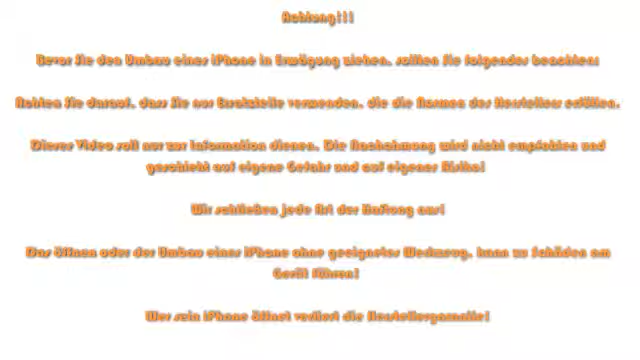 Achtung!!!
Bevor Sie den Umbau eines iPhone in Erwägung ziehen, sollten Sie folgendes beachten:
Achten Sie darauf, dass Sie nur Ersatzteile verwenden, die die Normen des Herstellers erfüllen.
Dieses Video soll nur zur Information dienen. Die Nachahmung wird nicht empfohlen und
geschieht auf eigene Gefahr und auf eigenes Risiko!
Wir schließen jede Art der Haftung aus!
Das öffnen oder der Umbau eines iPhone ohne geeignetes Werkzeug, kann zu Schäden am
Gerät führen!
Wer sein iPhone öffnet verliert die Herstellergarantie!